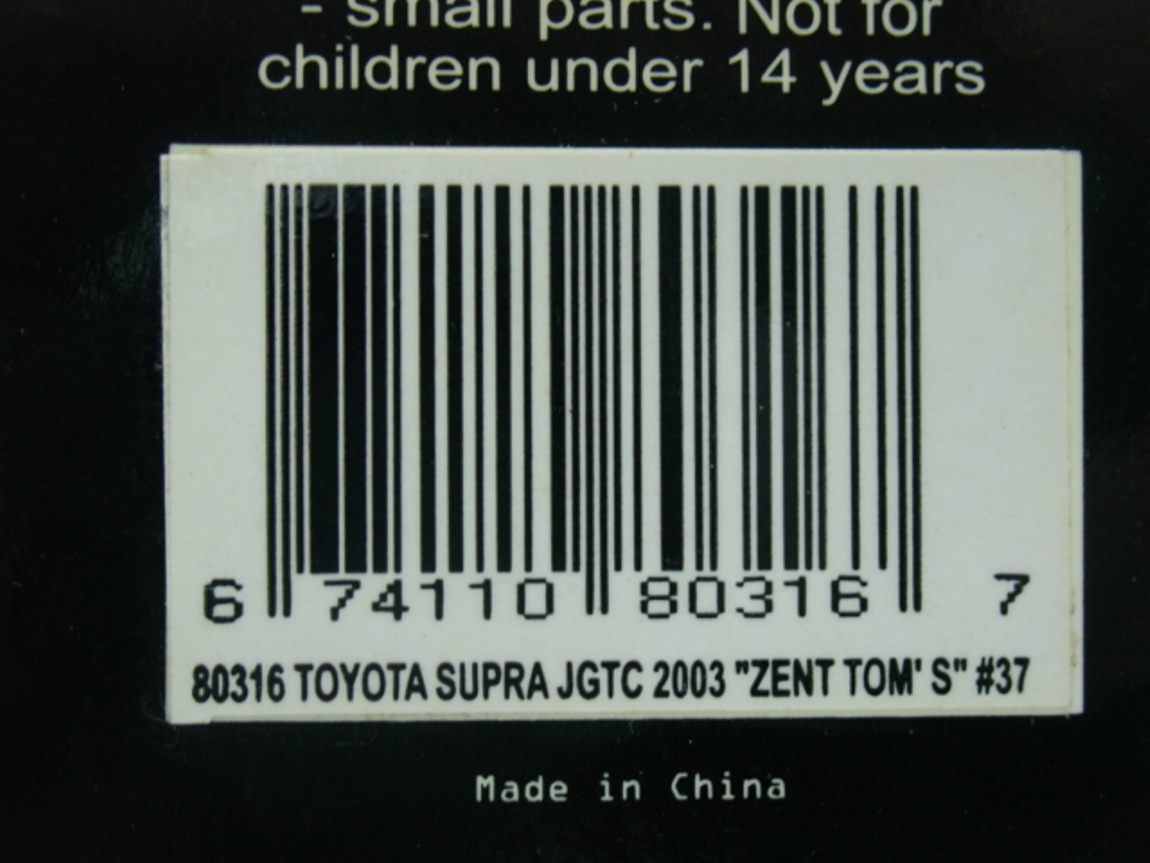 - small parts. Not for
children under 14 years
6 74110 80316 7
80316 TOYOTA SUPRA JGTC 2003 "ZENT TOM' S" #37
Made in China